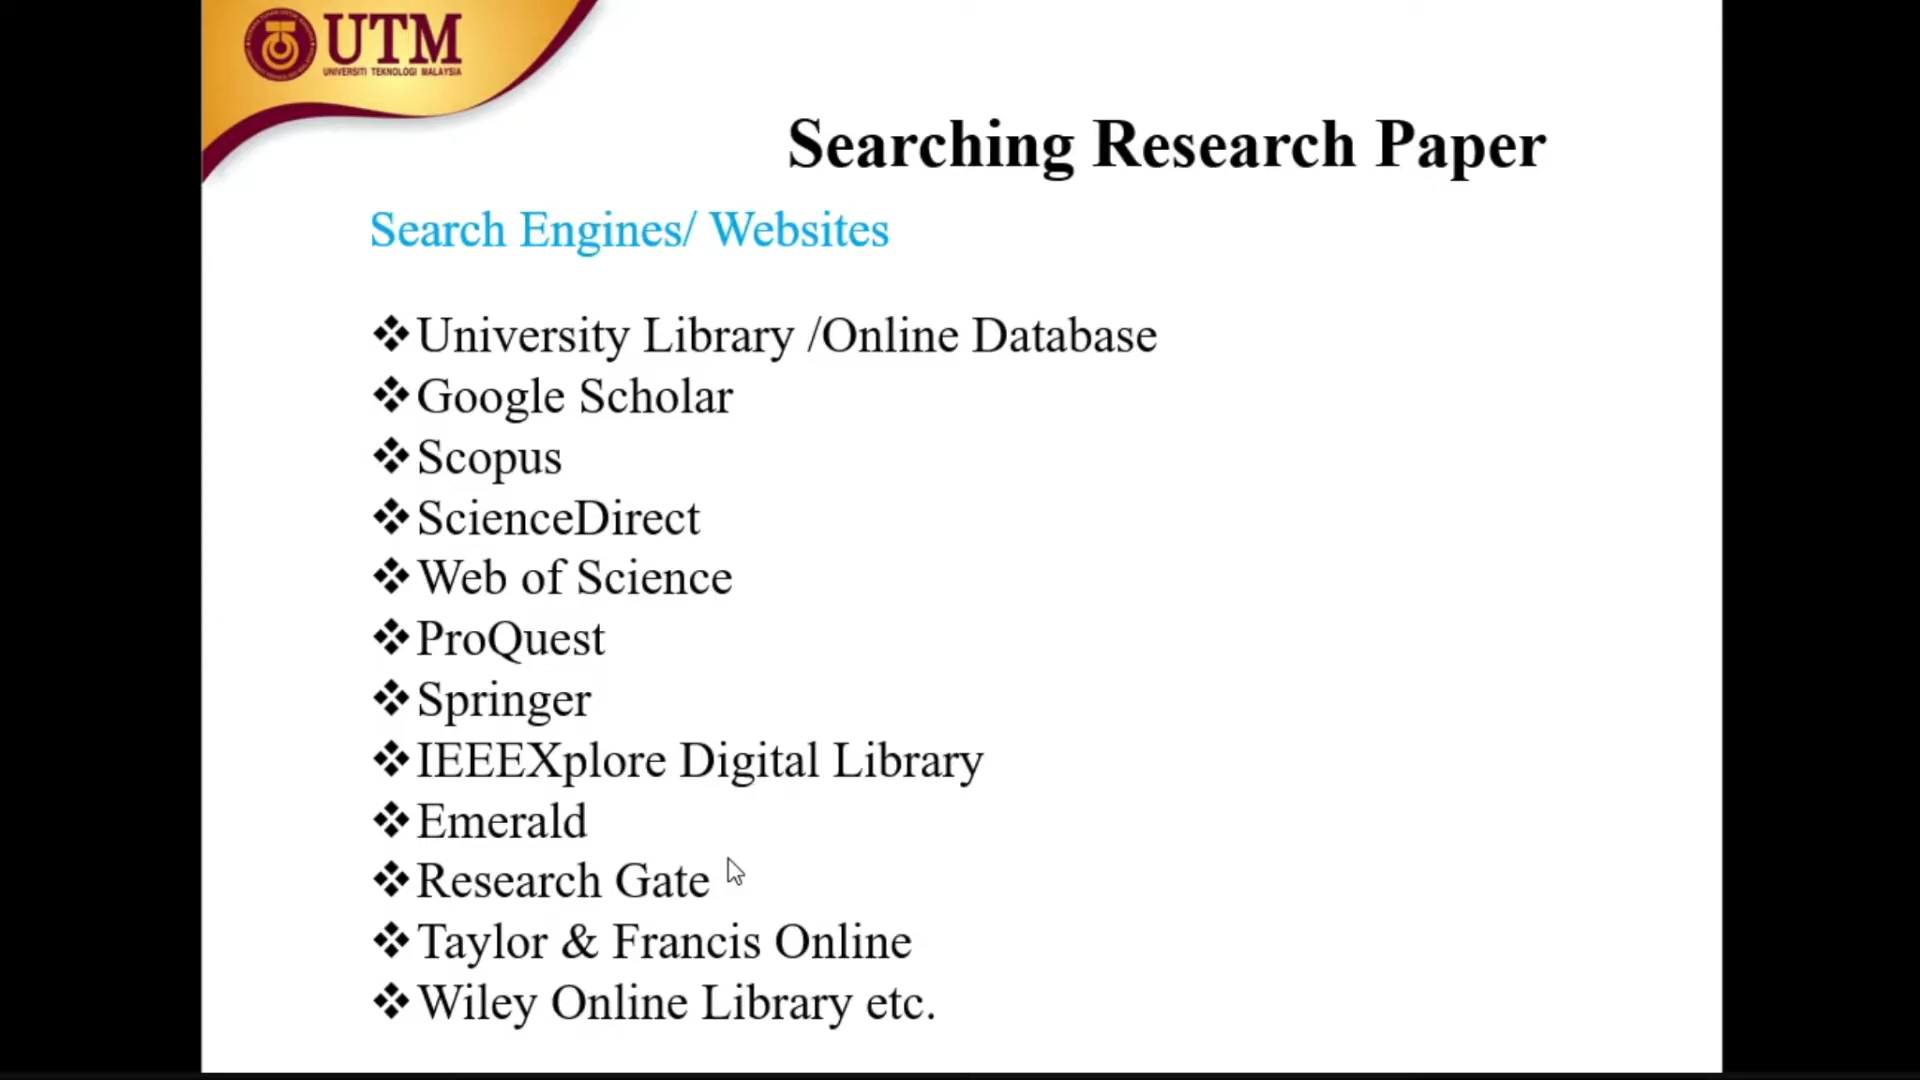 UTM
UNIVERSITI TEKNOLOGI MALAYSIA
Searching Research Paper
Search Engines/ Websites
❖University Library /Online Database
❖Google Scholar
❖Scopus
❖ScienceDirect
❖Web of Science
❖ProQuest
❖Springer
❖IEEEXplore Digital Library
❖Emerald
❖Research Gate
❖Taylor & Francis Online
❖Wiley Online Library etc.